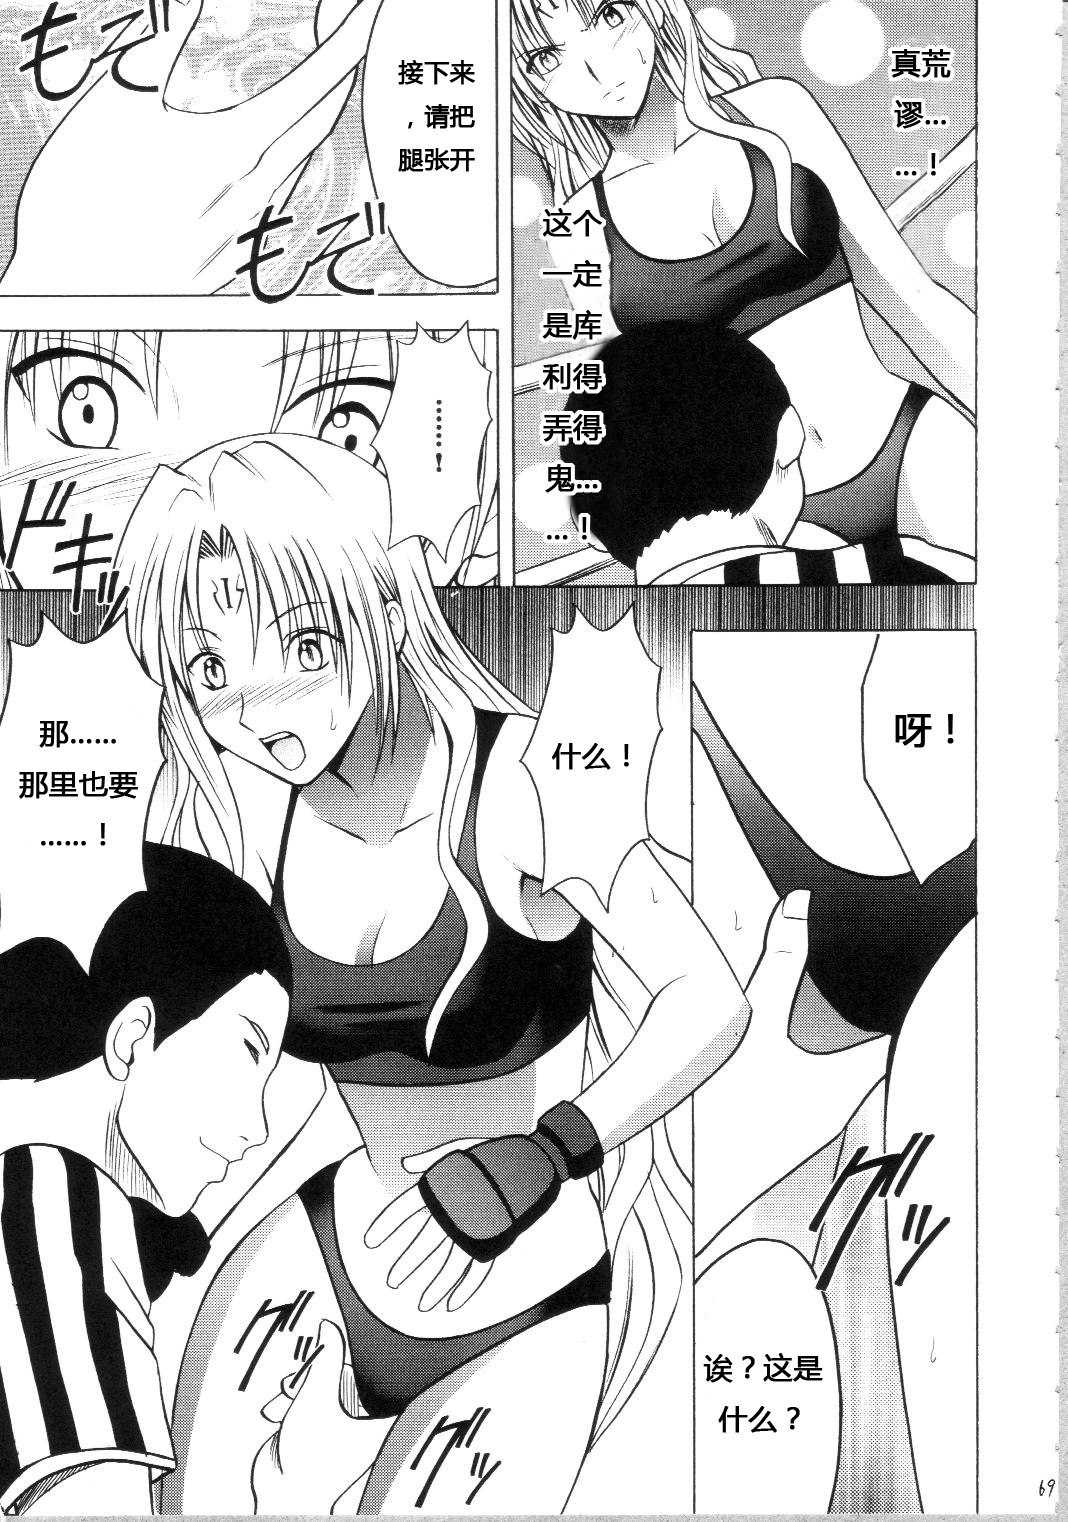 真荒
谬...
...！
这个
一定
是库
利得
弄得
鬼...
...！
接下来
，请把
腿张开
もぞ
もぞ
......！
ドキッ
呀！
什么！
那......
那里也要
......！
グッ
グッ
グッ
诶？这是
什么？
69